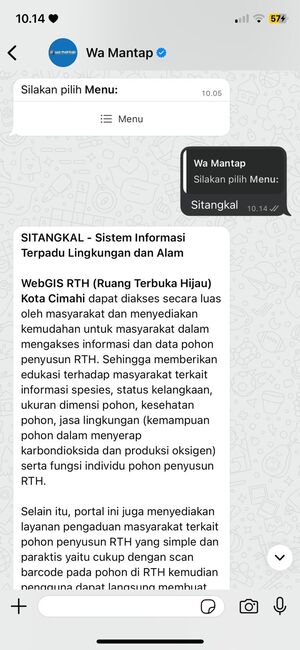 10.14
57
Wa Mantap
Silakan pilih Menu:
10.05
Menu
Wa Mantap
Silakan pilih Menu:
Sitangkal 10.14
SITANGKAL - Sistem Informasi
Terpadu Lingkungan dan Alam
WebGIS RTH (Ruang Terbuka Hijau)
Kota Cimahi dapat diakses secara luas
oleh masyarakat dan menyediakan
kemudahan untuk masyarakat dalam
mengakses informasi dan data pohon
penyusun RTH. Sehingga memberikan
edukasi terhadap masyarakat terkait
informasi spesies, status kelangkaan,
ukuran dimensi pohon, kesehatan
pohon, jasa lingkungan (kemampuan
pohon dalam menyerap
karbondioksida dan produksi oksigen)
serta fungsi individu pohon penyusun
RTH.
Selain itu, portal ini juga menyediakan
layanan pengaduan masyarakat terkait
pohon penyusun RTH yang simple dan
paraktis yaitu cukup dengan scan
barcode pada pohon di RTH kemudian
pengguna dapat langsung membuat